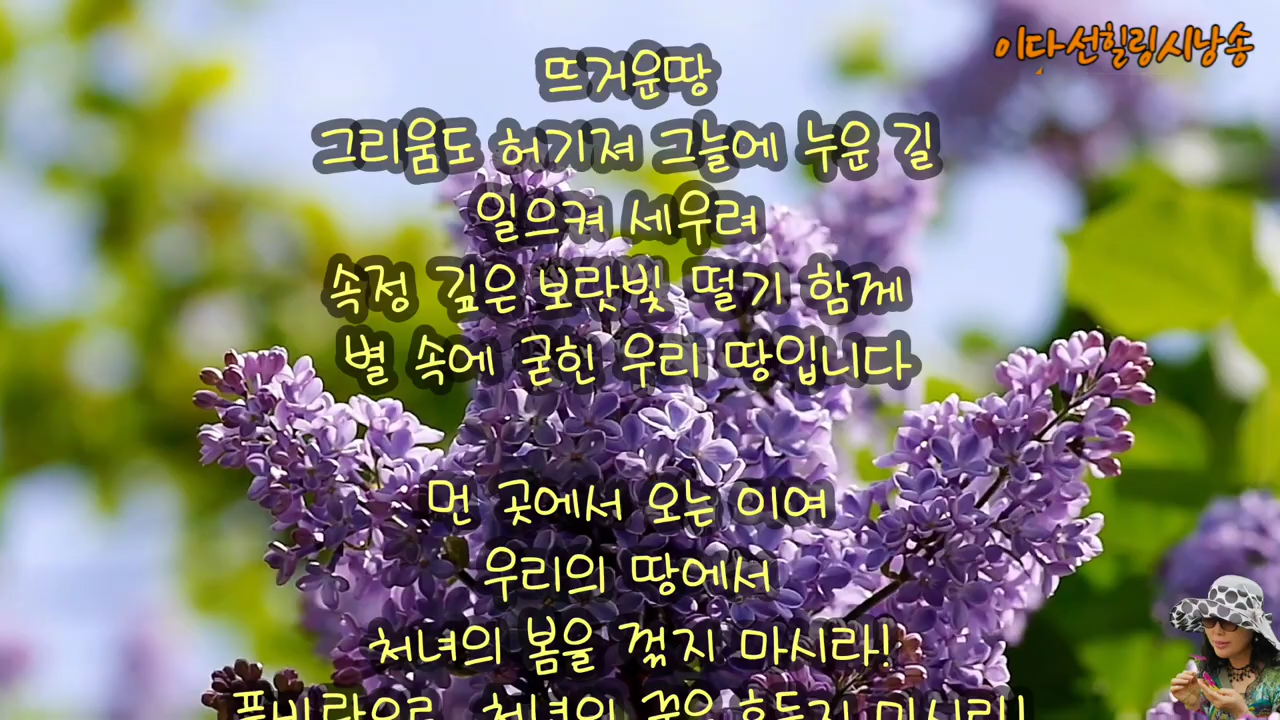 이다선힐링시낭송
뜨거운땅
그리움도 허기져 그늘에 누운 길
일으켜 세우려
속정 깊은 보랏빛 떨기 함께
별 속에 굳힌 우리 땅입니다
먼 곳에서 오는 이여
우리의 땅에서
처녀의 봄을 꺾지 마시라!
처녀의